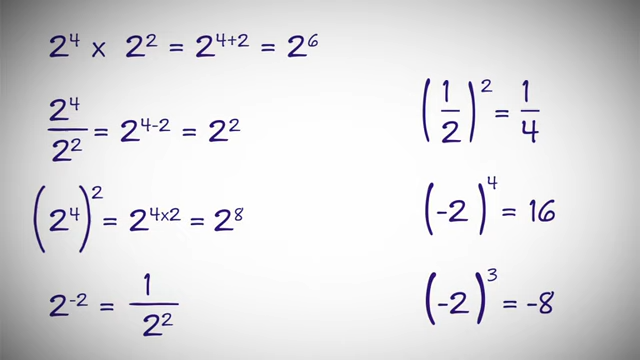 2⁴ x 2² = 2⁴⁺² = 2⁶
2⁴/2² = 2⁴⁻² = 2²
(2⁴)² = 2⁴ˣ² = 2⁸
2⁻² = 1/2²
(1/2)² = 1/4
(-2)⁴ = 16
(-2)³ = -8